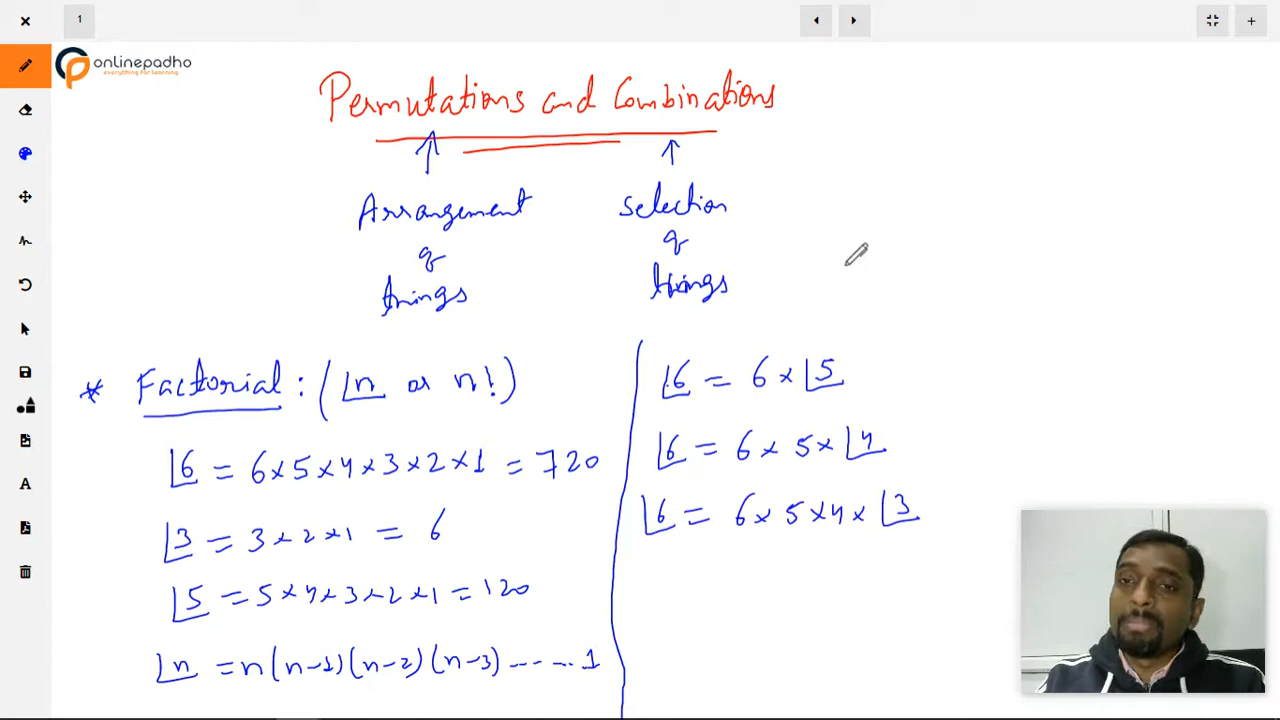 1
onlinepadho
everything for learning
Permutations and Combinations
↑ ↑
Arrangement
of
things
Selection
of
things
* Factorial : (∟n or n!)
∟6 = 6×5×4×3×2×1 = 720
∟3 = 3×2×1 = 6
∟5 = 5×4×3×2×1 = 120
∟n = n(n-1)(n-2)(n-3) ------ 1
∟6 = 6×∟5
∟6 = 6×5×∟4
∟6 = 6×5×4×∟3